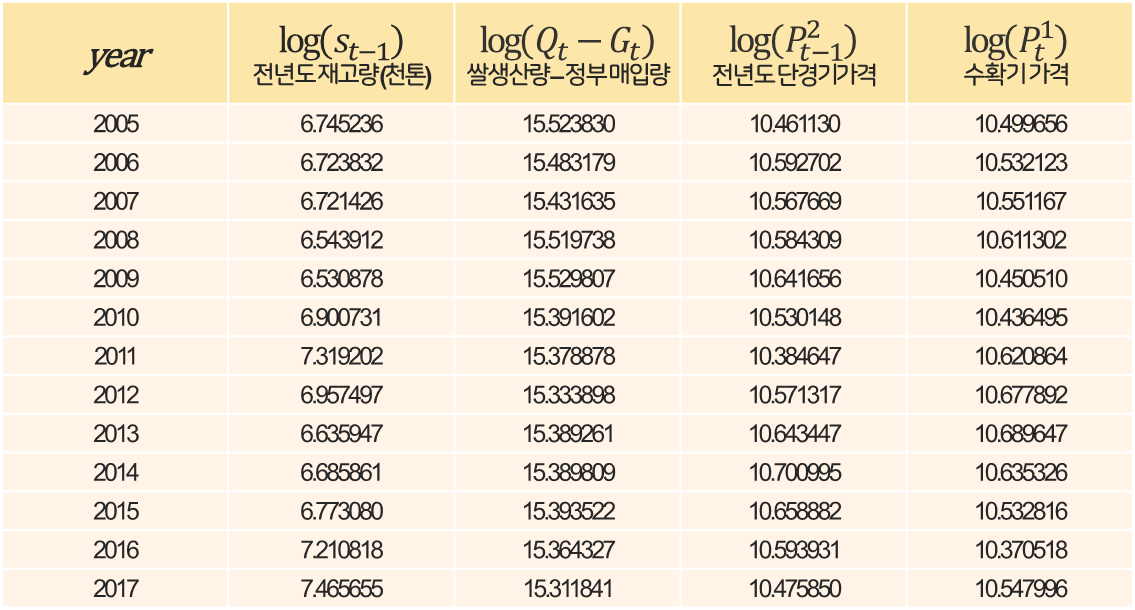 year log(s_{t−1}) log(Q_t − G_t) log(P_{t−1}^2) log(P_t^1)
전년도 재고량(천톤) 쌀생산량−정부 매입량 전년도 단경기가격 수확기 가격
2005 6.745236 15.523830 10.461130 10.499656
2006 6.723832 15.483179 10.592702 10.532123
2007 6.721426 15.431635 10.567669 10.551167
2008 6.543912 15.519738 10.584309 10.611302
2009 6.530878 15.529807 10.641656 10.450510
2010 6.900731 15.391602 10.530148 10.436495
2011 7.319202 15.378878 10.384647 10.620864
2012 6.957497 15.333898 10.571317 10.677892
2013 6.635947 15.389261 10.643447 10.689647
2014 6.685861 15.389809 10.700995 10.635326
2015 6.773080 15.393522 10.658882 10.532816
2016 7.210818 15.364327 10.593931 10.370518
2017 7.465655 15.311841 10.475850 10.547996